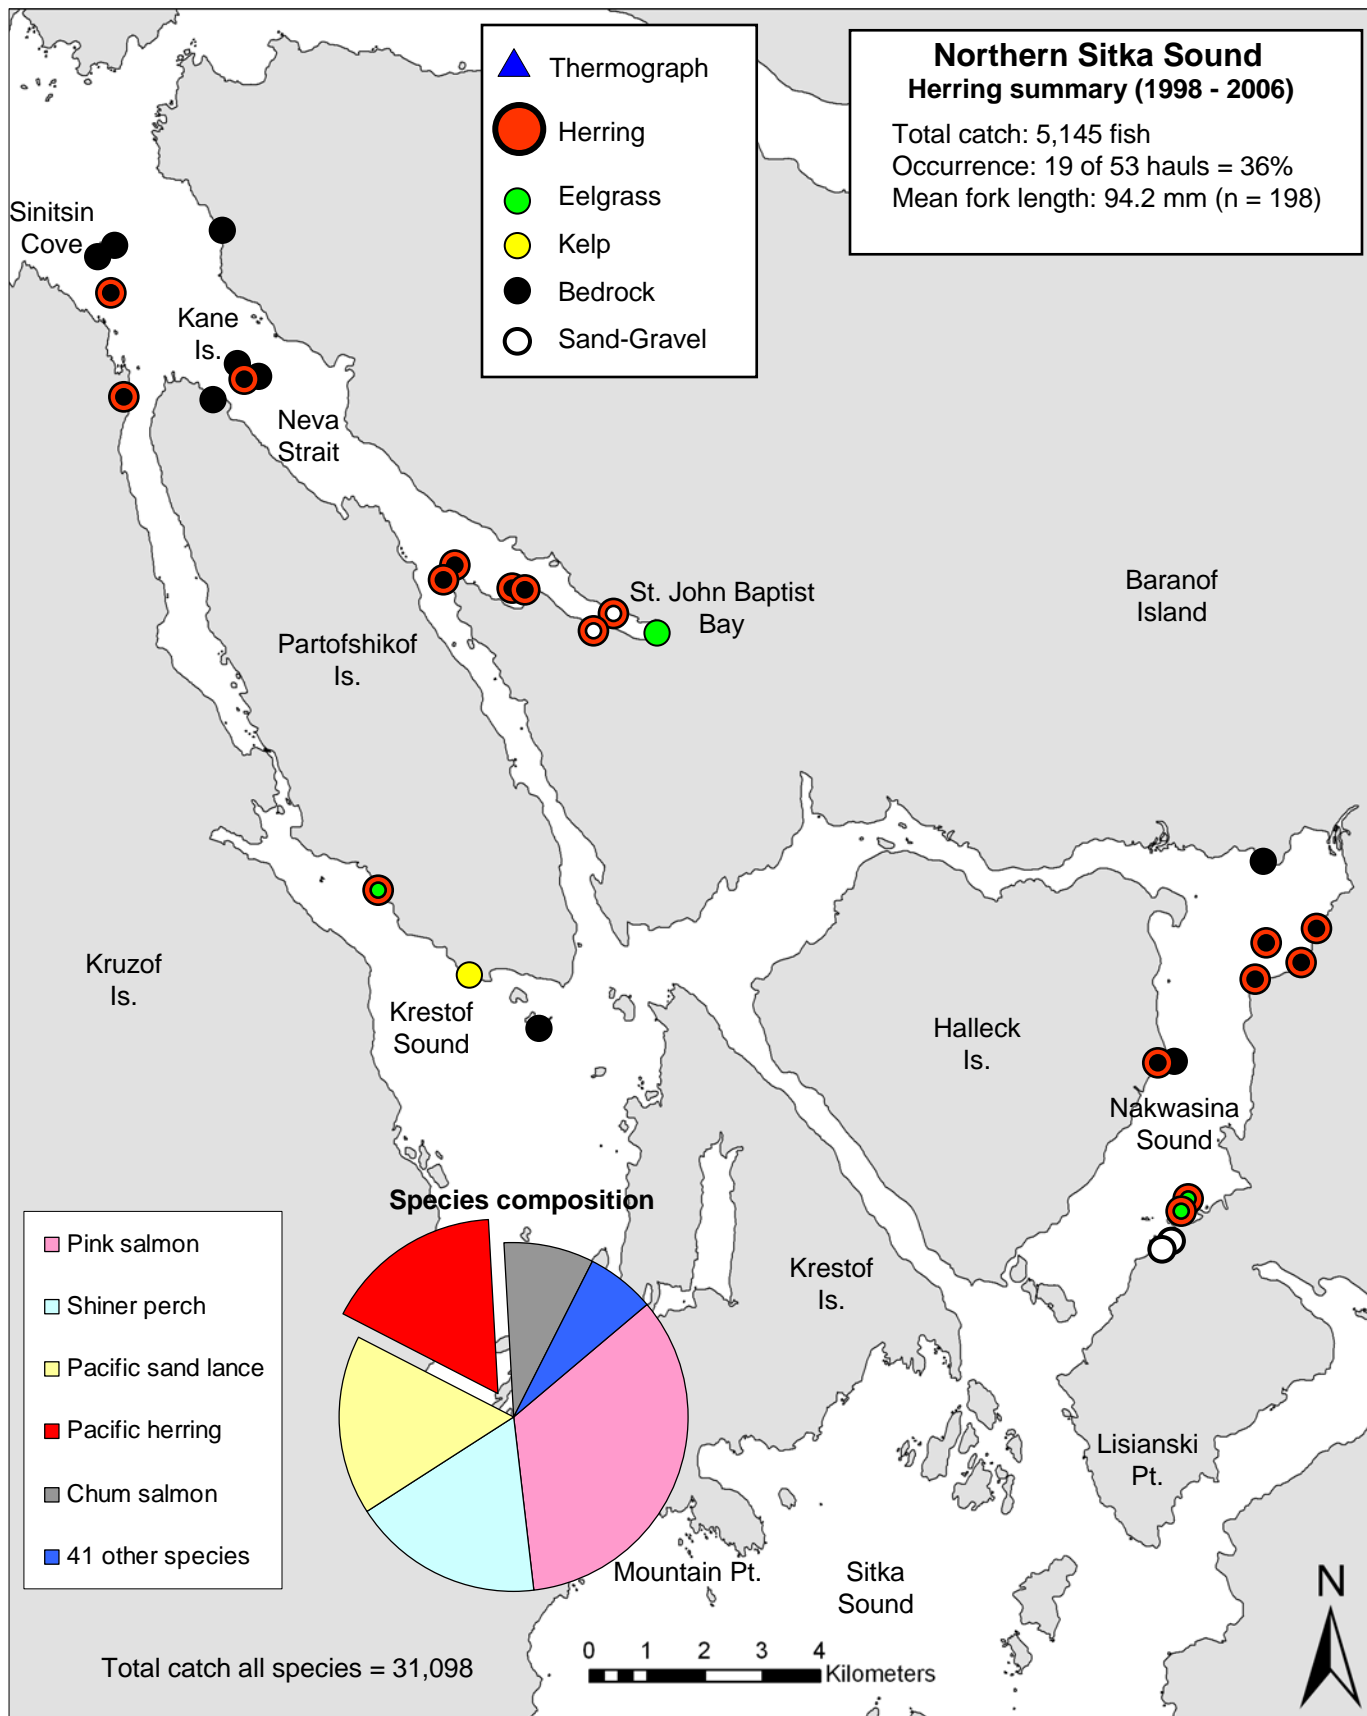 Northern Sitka Sound
Herring summary (1998 - 2006)
Total catch: 5,145 fish
Occurrence: 19 of 53 hauls = 36%
Mean fork length: 94.2 mm (n = 198)
Thermograph
Herring
Eelgrass
Kelp
Bedrock
Sand-Gravel
Sinitsin
Cove
Kane
Is.
Neva
Strait
St. John Baptist
Bay
Baranof
Island
Partofshikof
Is.
Kruzof
Is.
Krestof
Sound
Halleck
Is.
Nakwasina
Sound
Krestof
Is.
Lisianski
Pt.
Mountain Pt.
Sitka
Sound
Species composition
Pink salmon
Shiner perch
Pacific sand lance
Pacific herring
Chum salmon
41 other species
Total catch all species = 31,098
0 1 2 3 4
Kilometers
N